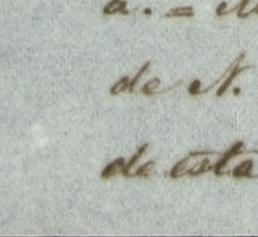 a. =
de N.
de esta